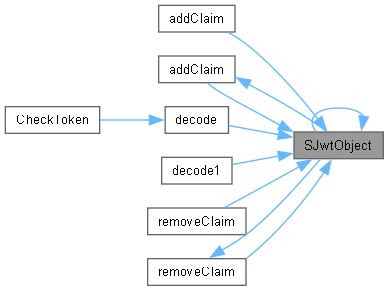 addClaim
addClaim
CheckToken
decode
SJwtObject
decode1
removeClaim
removeClaim